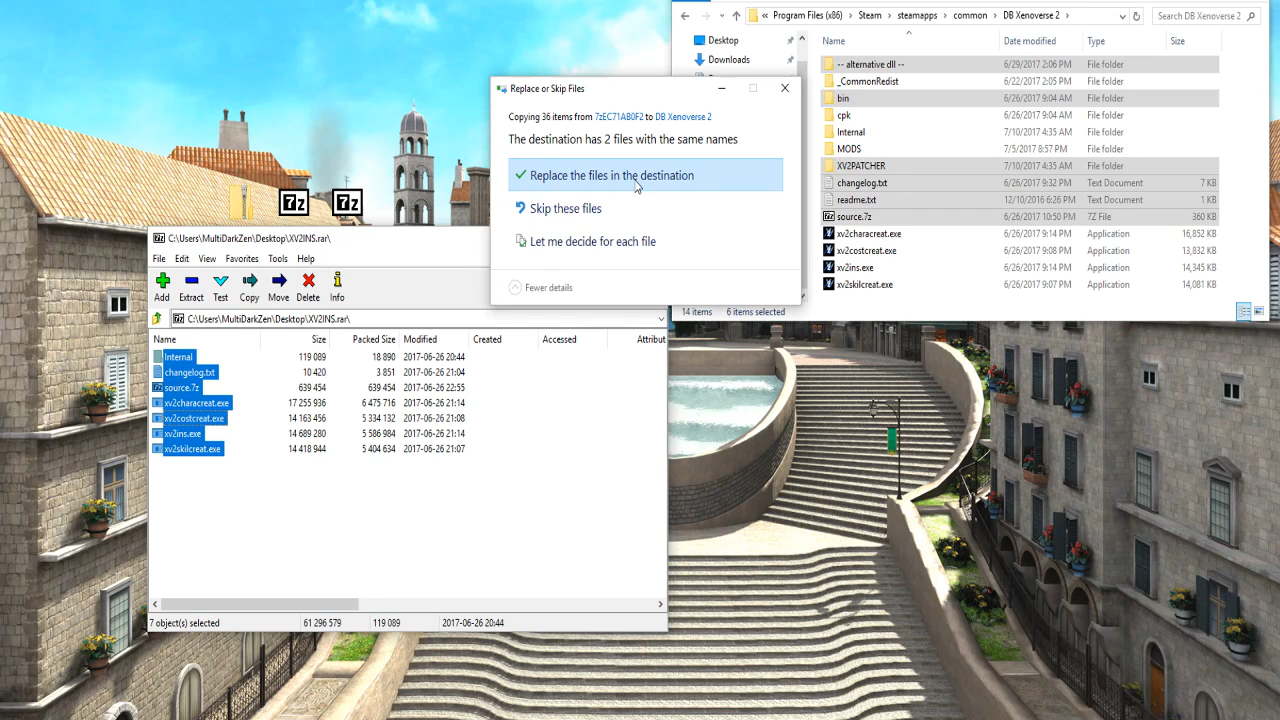 « Program Files (x86) > Steam > steamapps > common > DB Xenoverse 2 >
Search DB Xenoverse 2
Desktop
Downloads
Name Date modified Type Size
-- alternative dll -- 6/29/2017 2:06 PM File folder
_CommonRedist 6/22/2017 2:05 PM File folder
bin 6/26/2017 9:04 AM File folder
cpk 6/26/2017 9:04 AM File folder
Internal 7/10/2017 4:35 AM File folder
MODS 7/5/2017 8:57 PM File folder
XV2PATCHER 7/10/2017 4:35 AM File folder
changelog.txt 6/26/2017 9:32 PM Text Document 7 KB
readme.txt 12/10/2016 6:26 PM Text Document 1 KB
source.7z 6/26/2017 10:50 PM 7Z File 360 KB
xv2characreat.exe 6/26/2017 9:14 PM Application 16,852 KB
xv2costcreat.exe 6/26/2017 9:08 PM Application 13,832 KB
xv2ins.exe 6/26/2017 9:14 PM Application 14,345 KB
xv2skilcreat.exe 6/26/2017 9:07 PM Application 14,081 KB
14 items 6 items selected
Replace or Skip Files
Copying 36 items from 7zEC71AB0F2 to DB Xenoverse 2
The destination has 2 files with the same names
Replace the files in the destination
Skip these files
Let me decide for each file
Fewer details
7z
7z
C:\Users\MultiDarkZen\Desktop\XV2INS.rar\
File Edit View Favorites Tools Help
Add Extract Test Copy Move Delete Info
C:\Users\MultiDarkZen\Desktop\XV2INS.rar\
Name Size Packed Size Modified Created Accessed Attribut
Internal 119 089 18 890 2017-06-26 20:44
changelog.txt 10 420 3 851 2017-06-26 21:04
source.7z 639 454 639 454 2017-06-26 22:55
xv2characreat.exe 17 255 936 6 475 716 2017-06-26 21:14
xv2costcreat.exe 14 163 456 5 334 132 2017-06-26 21:08
xv2ins.exe 14 689 280 5 586 984 2017-06-26 21:14
xv2skilcreat.exe 14 418 944 5 404 634 2017-06-26 21:07
7 object(s) selected 61 296 579 119 089 2017-06-26 20:44